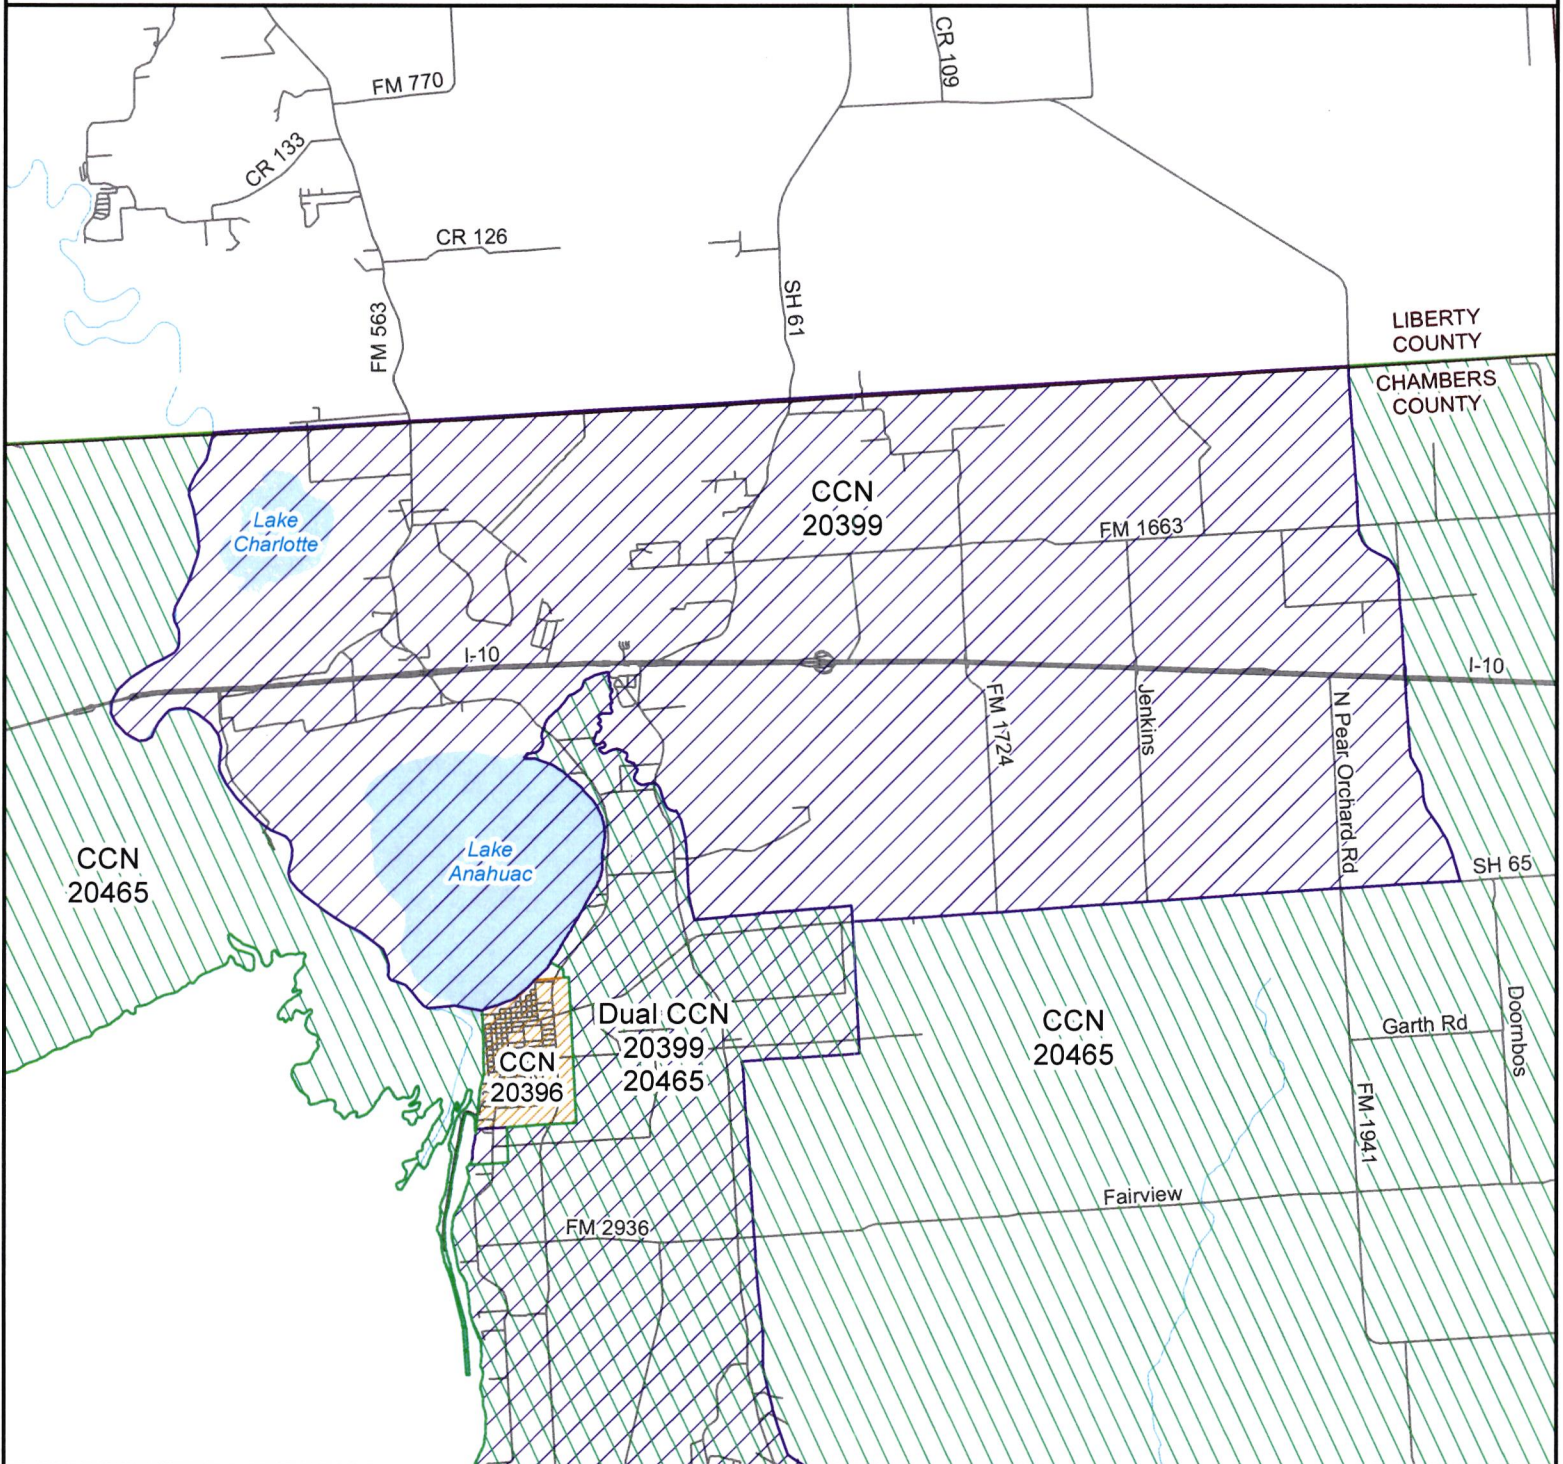 CR 109
FM 770
CR 133
CR 126
SH 61
FM 563
LIBERTY
COUNTY
CHAMBERS
COUNTY
CCN
20399
Lake
Charlotte
FM 1663
I-10
I-10
FM 1724
Jenkins
N Pear Orchard Rd
Lake
Anahuac
CCN
20465
SH 65
Dual CCN
20399
20465
CCN
20465
Garth Rd
Doornbos
CCN
20396
FM 1941
Fairview
FM 2936